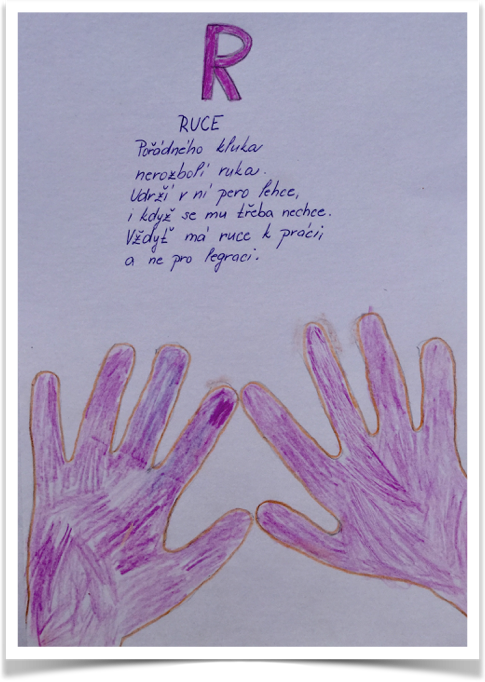 R
RUCE
Pořádného kluka
nerozbolí ruka.
Udrží v ní pero lehce,
i když se mu třeba nechce.
Vždyť má ruce k práci,
a ne pro legraci.